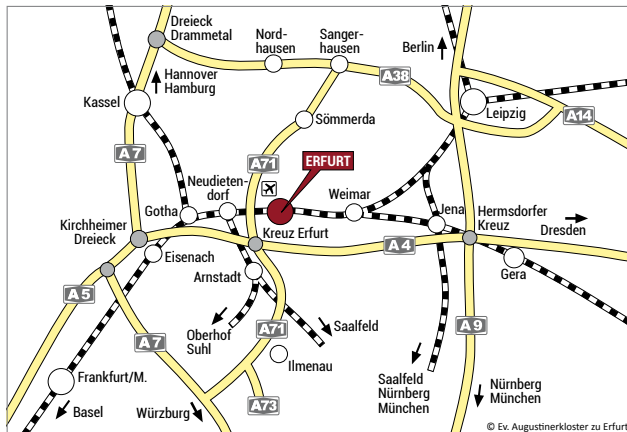 Dreieck
Drammetal
Nord-
hausen
Sanger-
hausen
Berlin
Hannover
Hamburg
A38
Kassel
Leipzig
A14
Sömmerda
A7
A71
ERFURT
Neudieten-
dorf
Weimar
Gotha
Jena
Hermsdorfer
Kreuz
Dresden
Kirchheimer
Dreieck
Kreuz Erfurt
A4
Eisenach
Arnstadt
Gera
A5
A7
Oberhof
Suhl
A71
Saalfeld
A9
Ilmenau
Frankfurt/M.
Saalfeld
Nürnberg
München
Nürnberg
München
Basel
Würzburg
A73
© Ev. Augustinerkloster zu Erfurt